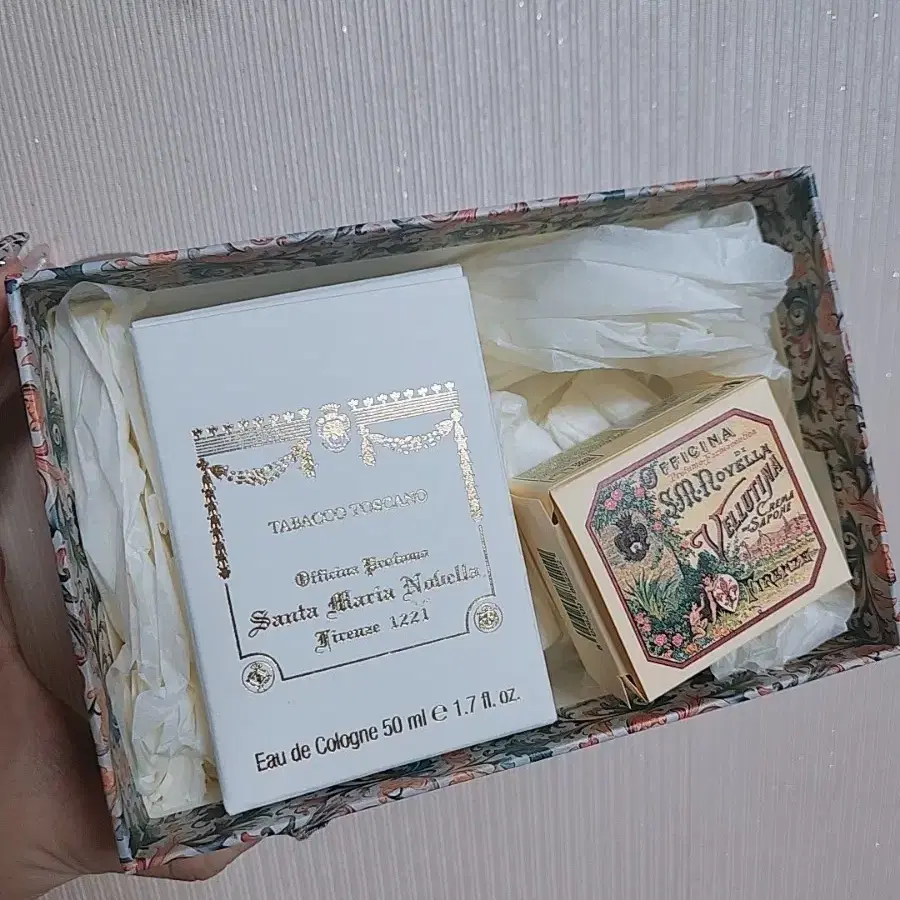 TABACCO TOSCANO
Officina Profumo
Santa Maria Novella
Firenze 1221
Eau de Cologne 50 ml ℮ 1.7 fl. oz.
OFFICINA
DI
S.M. NOVELLA
VELLUTINA
CREMA
SAPONE
FIRENZE